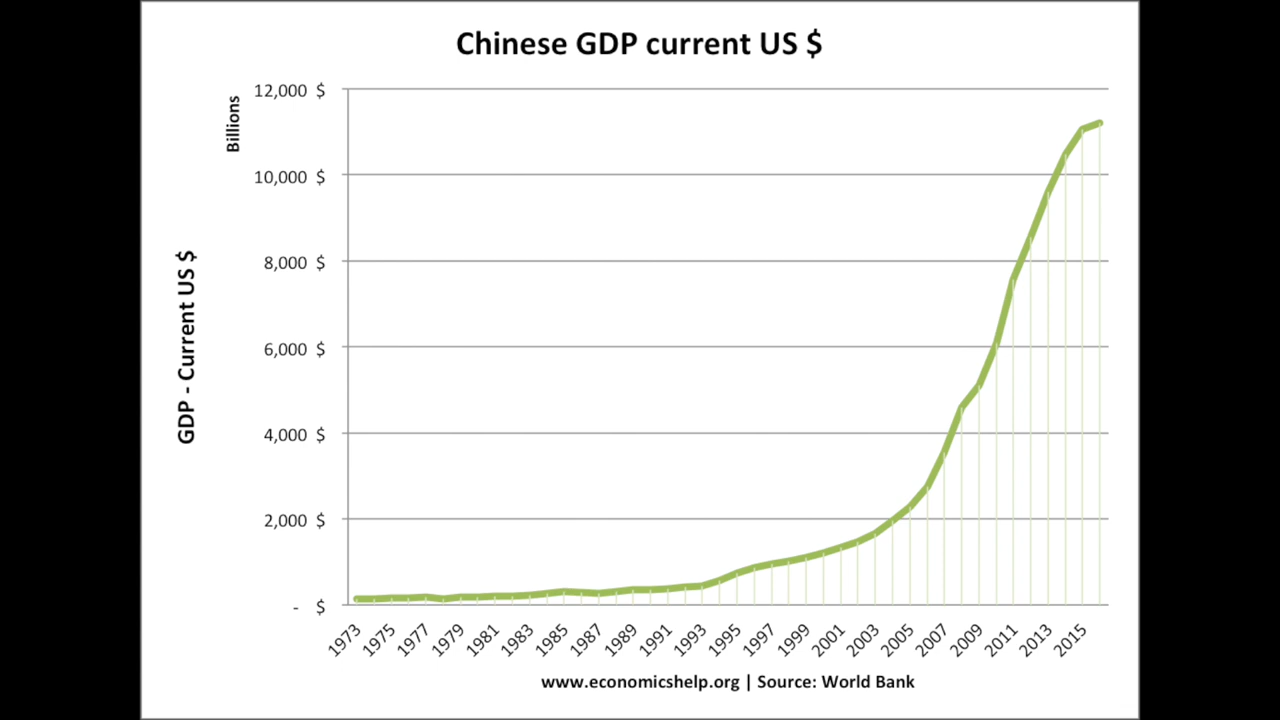 Chinese GDP current US $
Billions
GDP - Current US $
12,000 $
10,000 $
8,000 $
6,000 $
4,000 $
2,000 $
- $
1973 1975 1977 1979 1981 1983 1985 1987 1989 1991 1993 1995 1997 1999 2001 2003 2005 2007 2009 2011 2013 2015
www.economicshelp.org | Source: World Bank